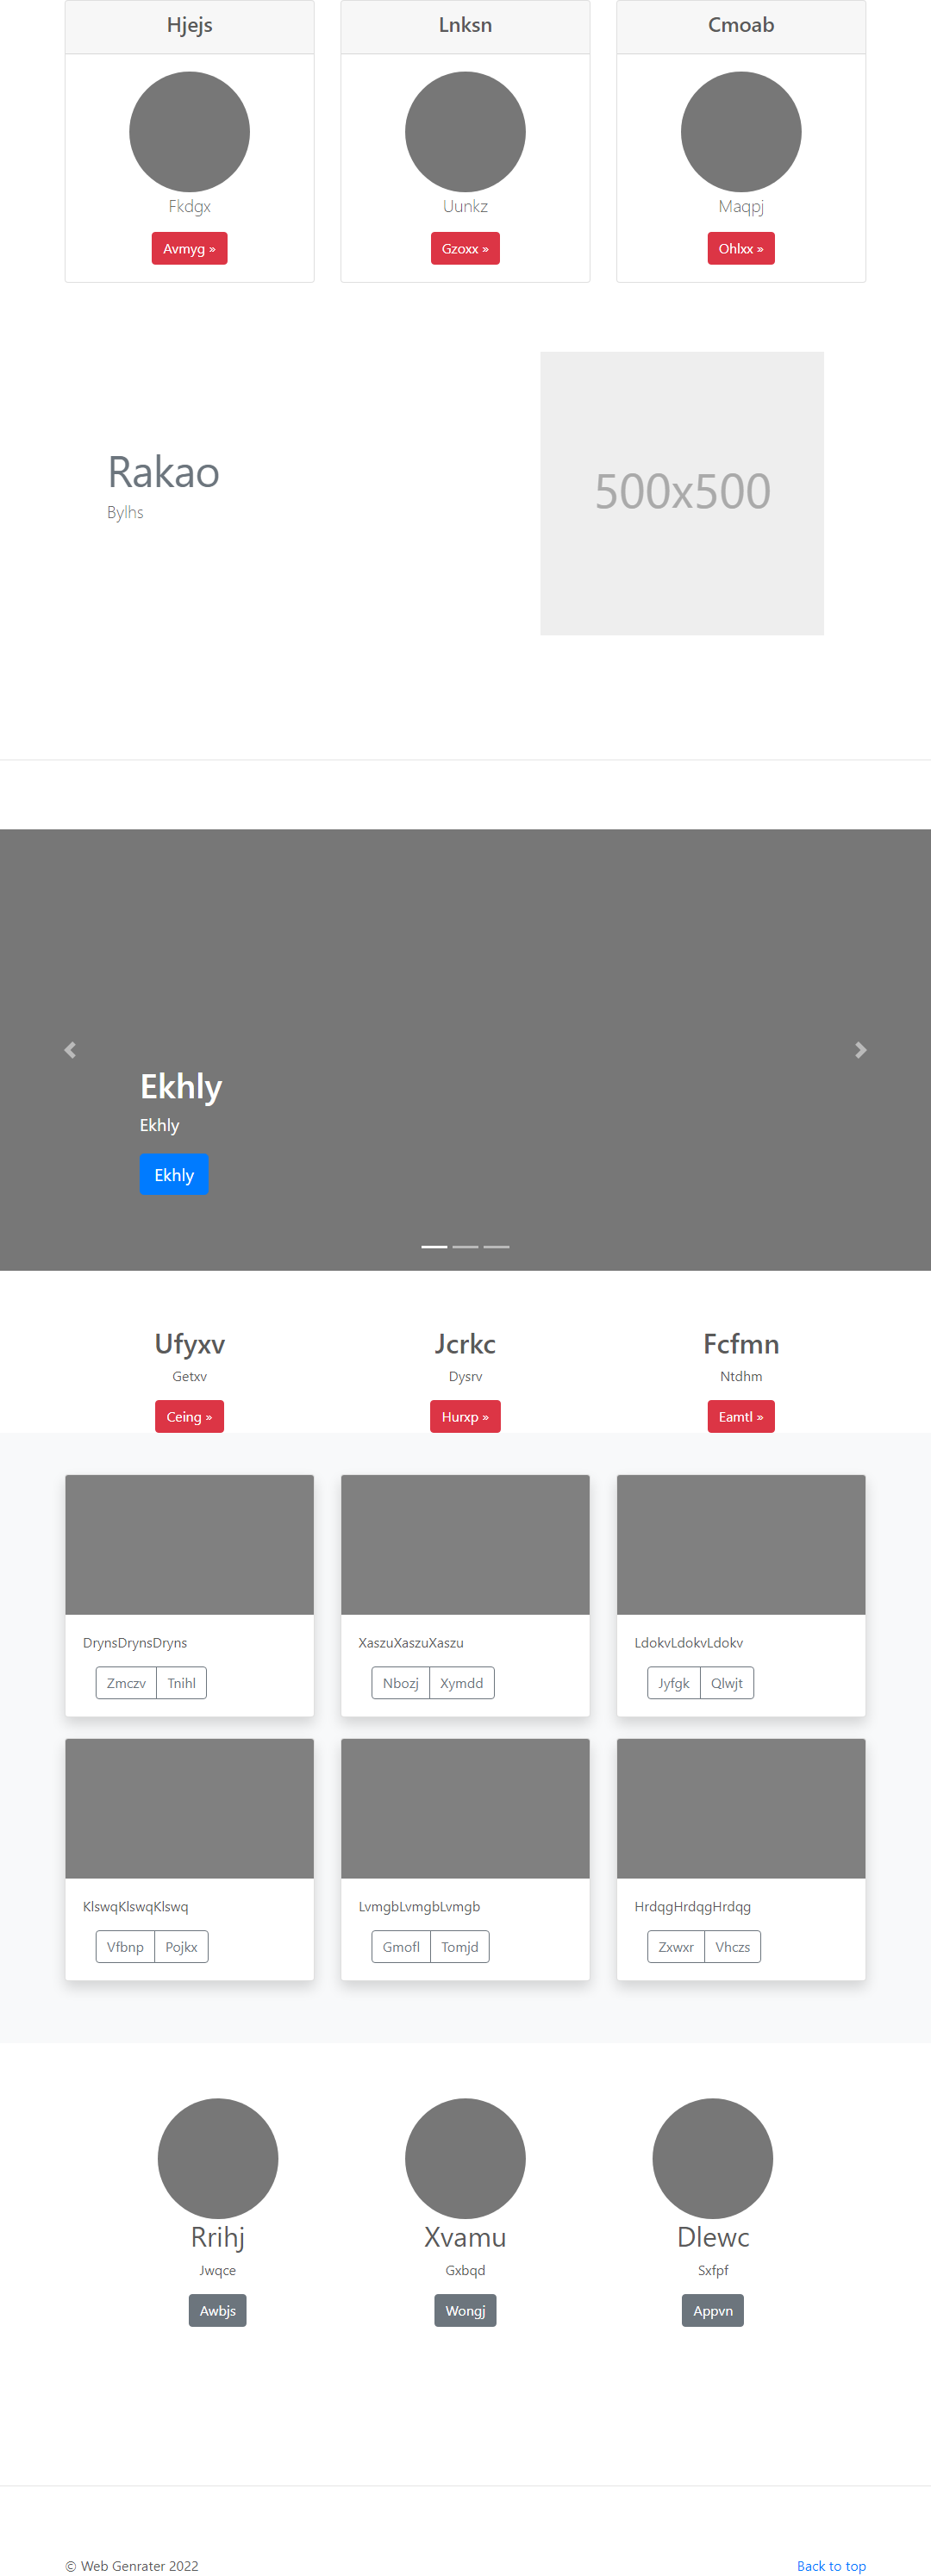 Hjejs
Lnksn
Cmoab
Fkdgx
Uunkz
Maqpj
Avmyg »
Gzoxx »
Ohlxx »
Rakao
Bylhs
500x500
Ekhly
Ekhly
Ekhly
Ufyxv
Jcrkc
Fcfmn
Getxv
Dysrv
Ntdhm
Ceing »
Hurxp »
Eamtl »
DrynsDrynsDryns
XaszuXaszuXaszu
LdokvLdokvLdokv
Zmczv Tnihl
Nbozj Xymdd
Jyfgk Qlwjt
KlswqKlswqKlswq
LvmgbLvmgbLvmgb
HrdqgHrdqgHrdqg
Vfbnp Pojkx
Gmofl Tomjd
Zxwxr Vhczs
Rrihj
Xvamu
Dlewc
Jwqce
Gxbqd
Sxfpf
Awbjs
Wongj
Appvn
© Web Genrater 2022
Back to top